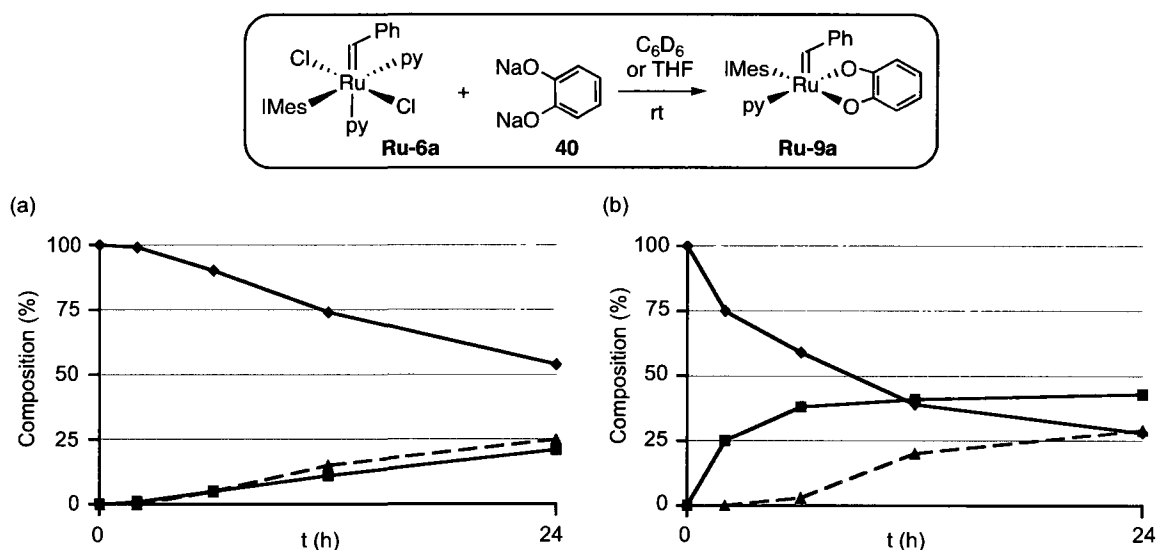 Ph
Cl
py
Ru
IMes
Cl
py
Ru-6a
+
NaO
NaO
40
C₆D₆
or THF
rt
Ph
IMes
O
Ru
py
O
Ru-9a
(a)
100
75
50
25
0
Composition (%)
0
24
t (h)
(b)
100
75
50
25
0
Composition (%)
0
24
t (h)